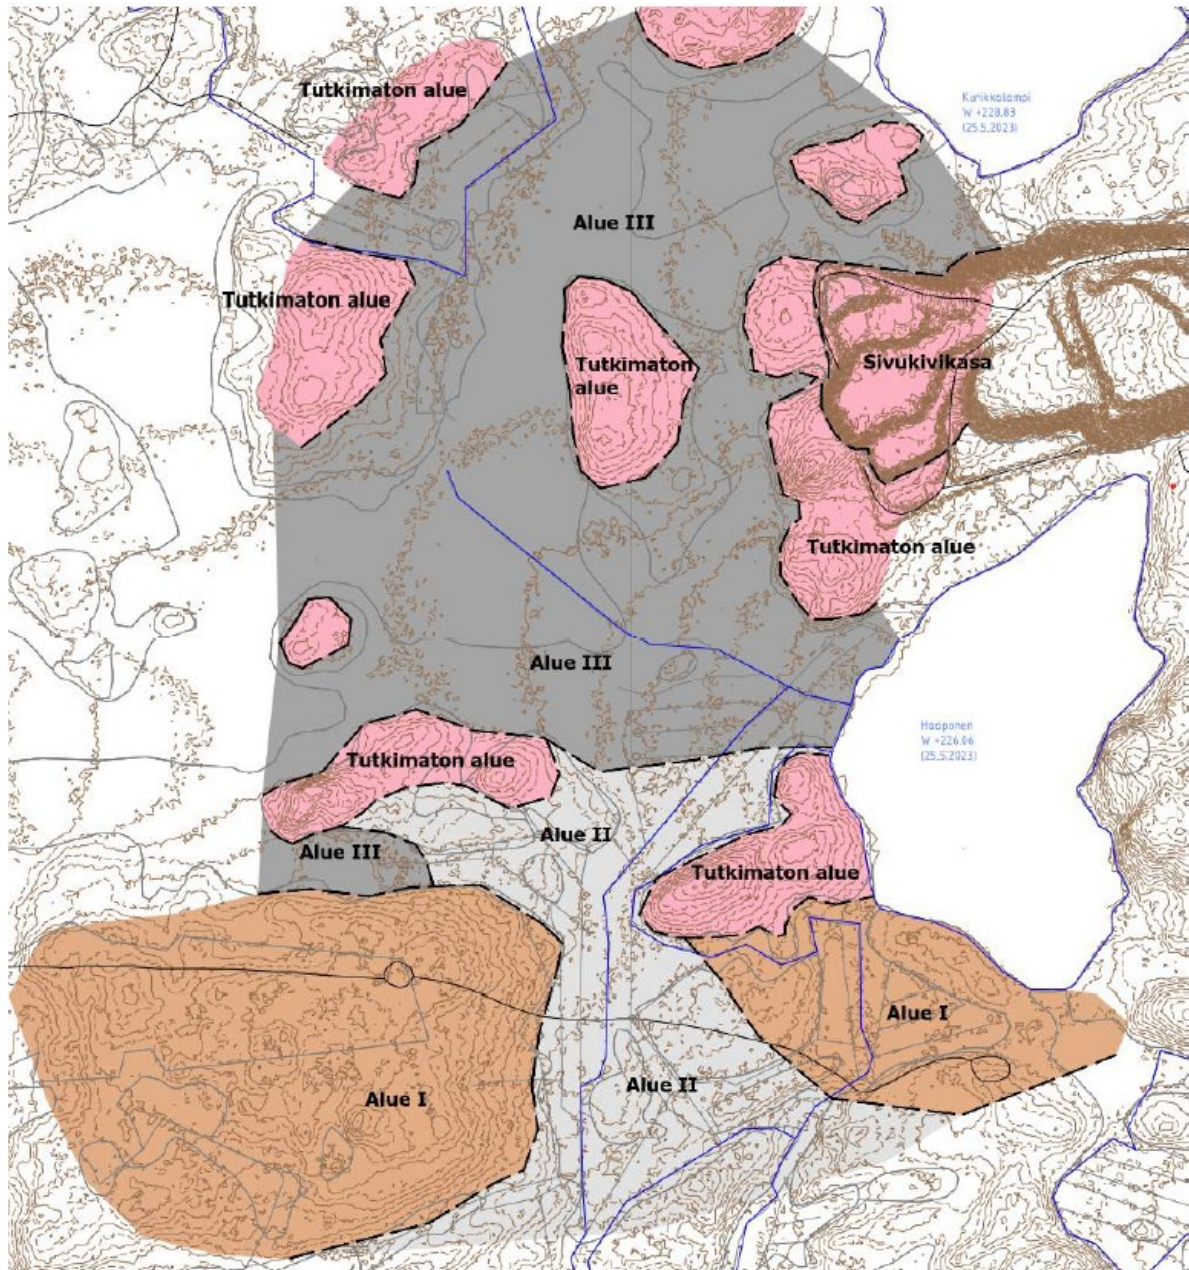 Tutkimaton alue
Kurikkalampi
W +228.83
(25.5.2023)
Alue III
Tutkimaton alue
Tutkimaton
alue
Sivukivikasa
Tutkimaton alue
Alue III
Haaponen
W +226.06
(25.5.2023)
Tutkimaton alue
Alue II
Alue III
Tutkimaton alue
Alue I
Alue II
Alue I